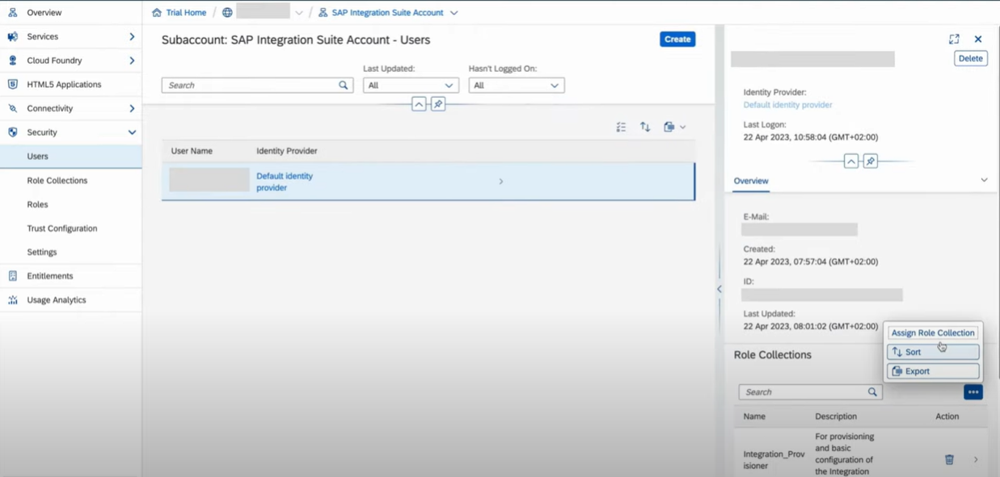 Overview
Services
Cloud Foundry
HTML5 Applications
Connectivity
Security
Users
Role Collections
Roles
Trust Configuration
Settings
Entitlements
Usage Analytics
Trial Home / / SAP Integration Suite Account
Subaccount: SAP Integration Suite Account - Users
Create
Last Updated:
Hasn't Logged On:
Search
All
All
User Name
Identity Provider
Default identity
provider
Delete
Identity Provider:
Default identity provider
Last Logon:
22 Apr 2023, 10:58:04 (GMT+02:00)
Overview
E-Mail:
Created:
22 Apr 2023, 07:57:04 (GMT+02:00)
ID:
Last Updated:
22 Apr 2023, 08:01:02 (GMT+02:00)
Assign Role Collection
Sort
Export
Role Collections
Search
Name
Description
Action
Integration_Prov
isioner
For provisioning
and basic
configuration of
the Integration